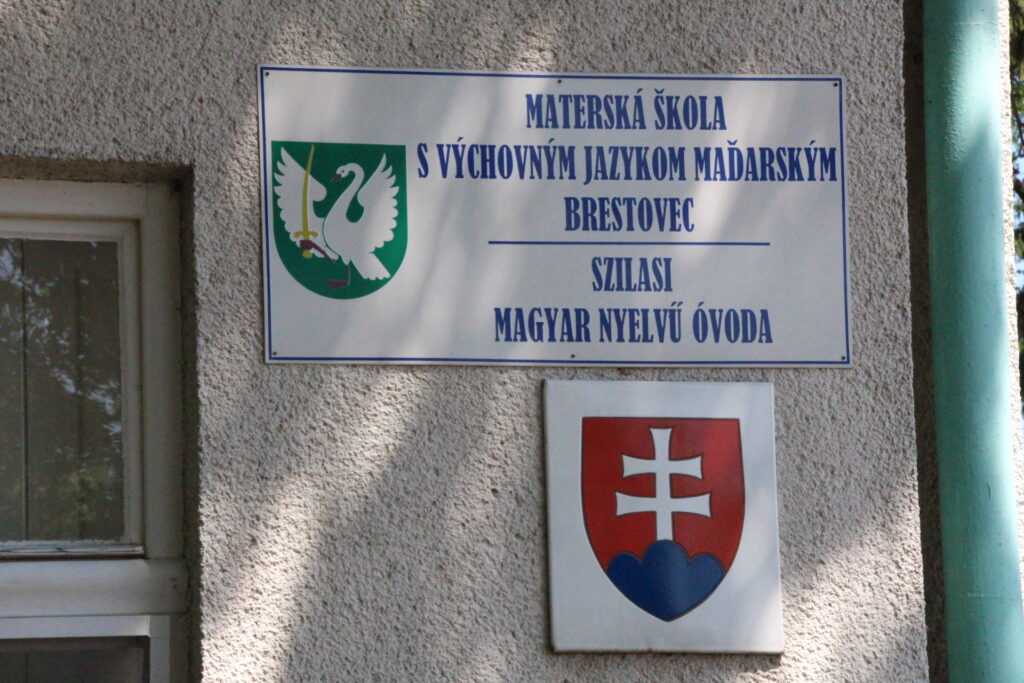 MATERSKÁ ŠKOLA
S VÝCHOVNÝM JAZYKOM MAĎARSKÝM
BRESTOVEC
SZILASI
MAGYAR NYELVŰ ÓVODA